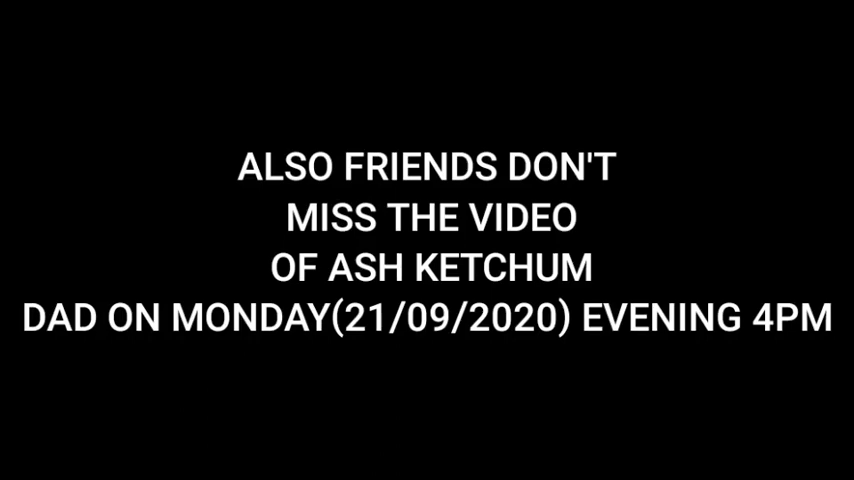 ALSO FRIENDS DON'T
MISS THE VIDEO
OF ASH KETCHUM
DAD ON MONDAY(21/09/2020) EVENING 4PM